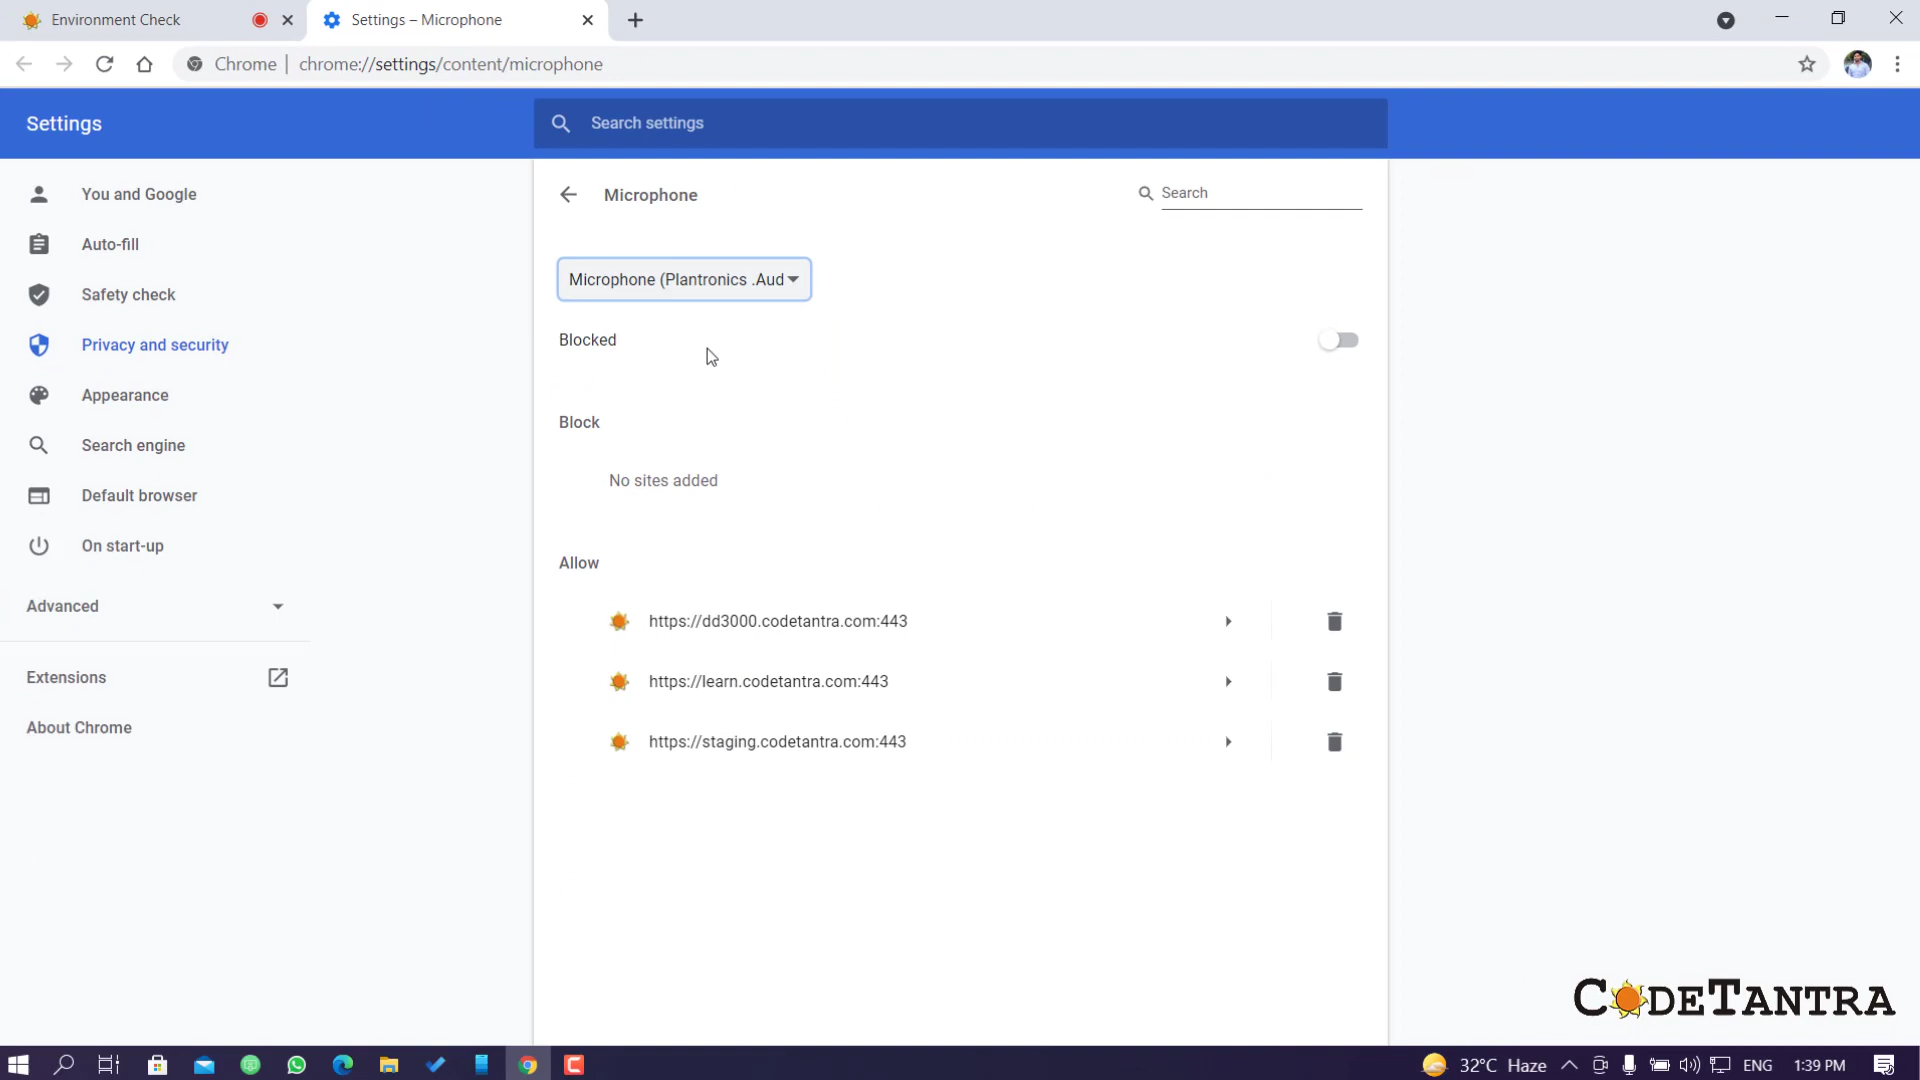 Environment Check
Settings – Microphone
Chrome | chrome://settings/content/microphone
Settings
Search settings
You and Google
Auto-fill
Safety check
Privacy and security
Appearance
Search engine
Default browser
On start-up
Advanced
Extensions
About Chrome
Microphone
Search
Microphone (Plantronics .Aud
Blocked
Block
No sites added
Allow
https://dd3000.codetantra.com:443
https://learn.codetantra.com:443
https://staging.codetantra.com:443
CODETANTRA
32°C Haze
ENG
1:39 PM